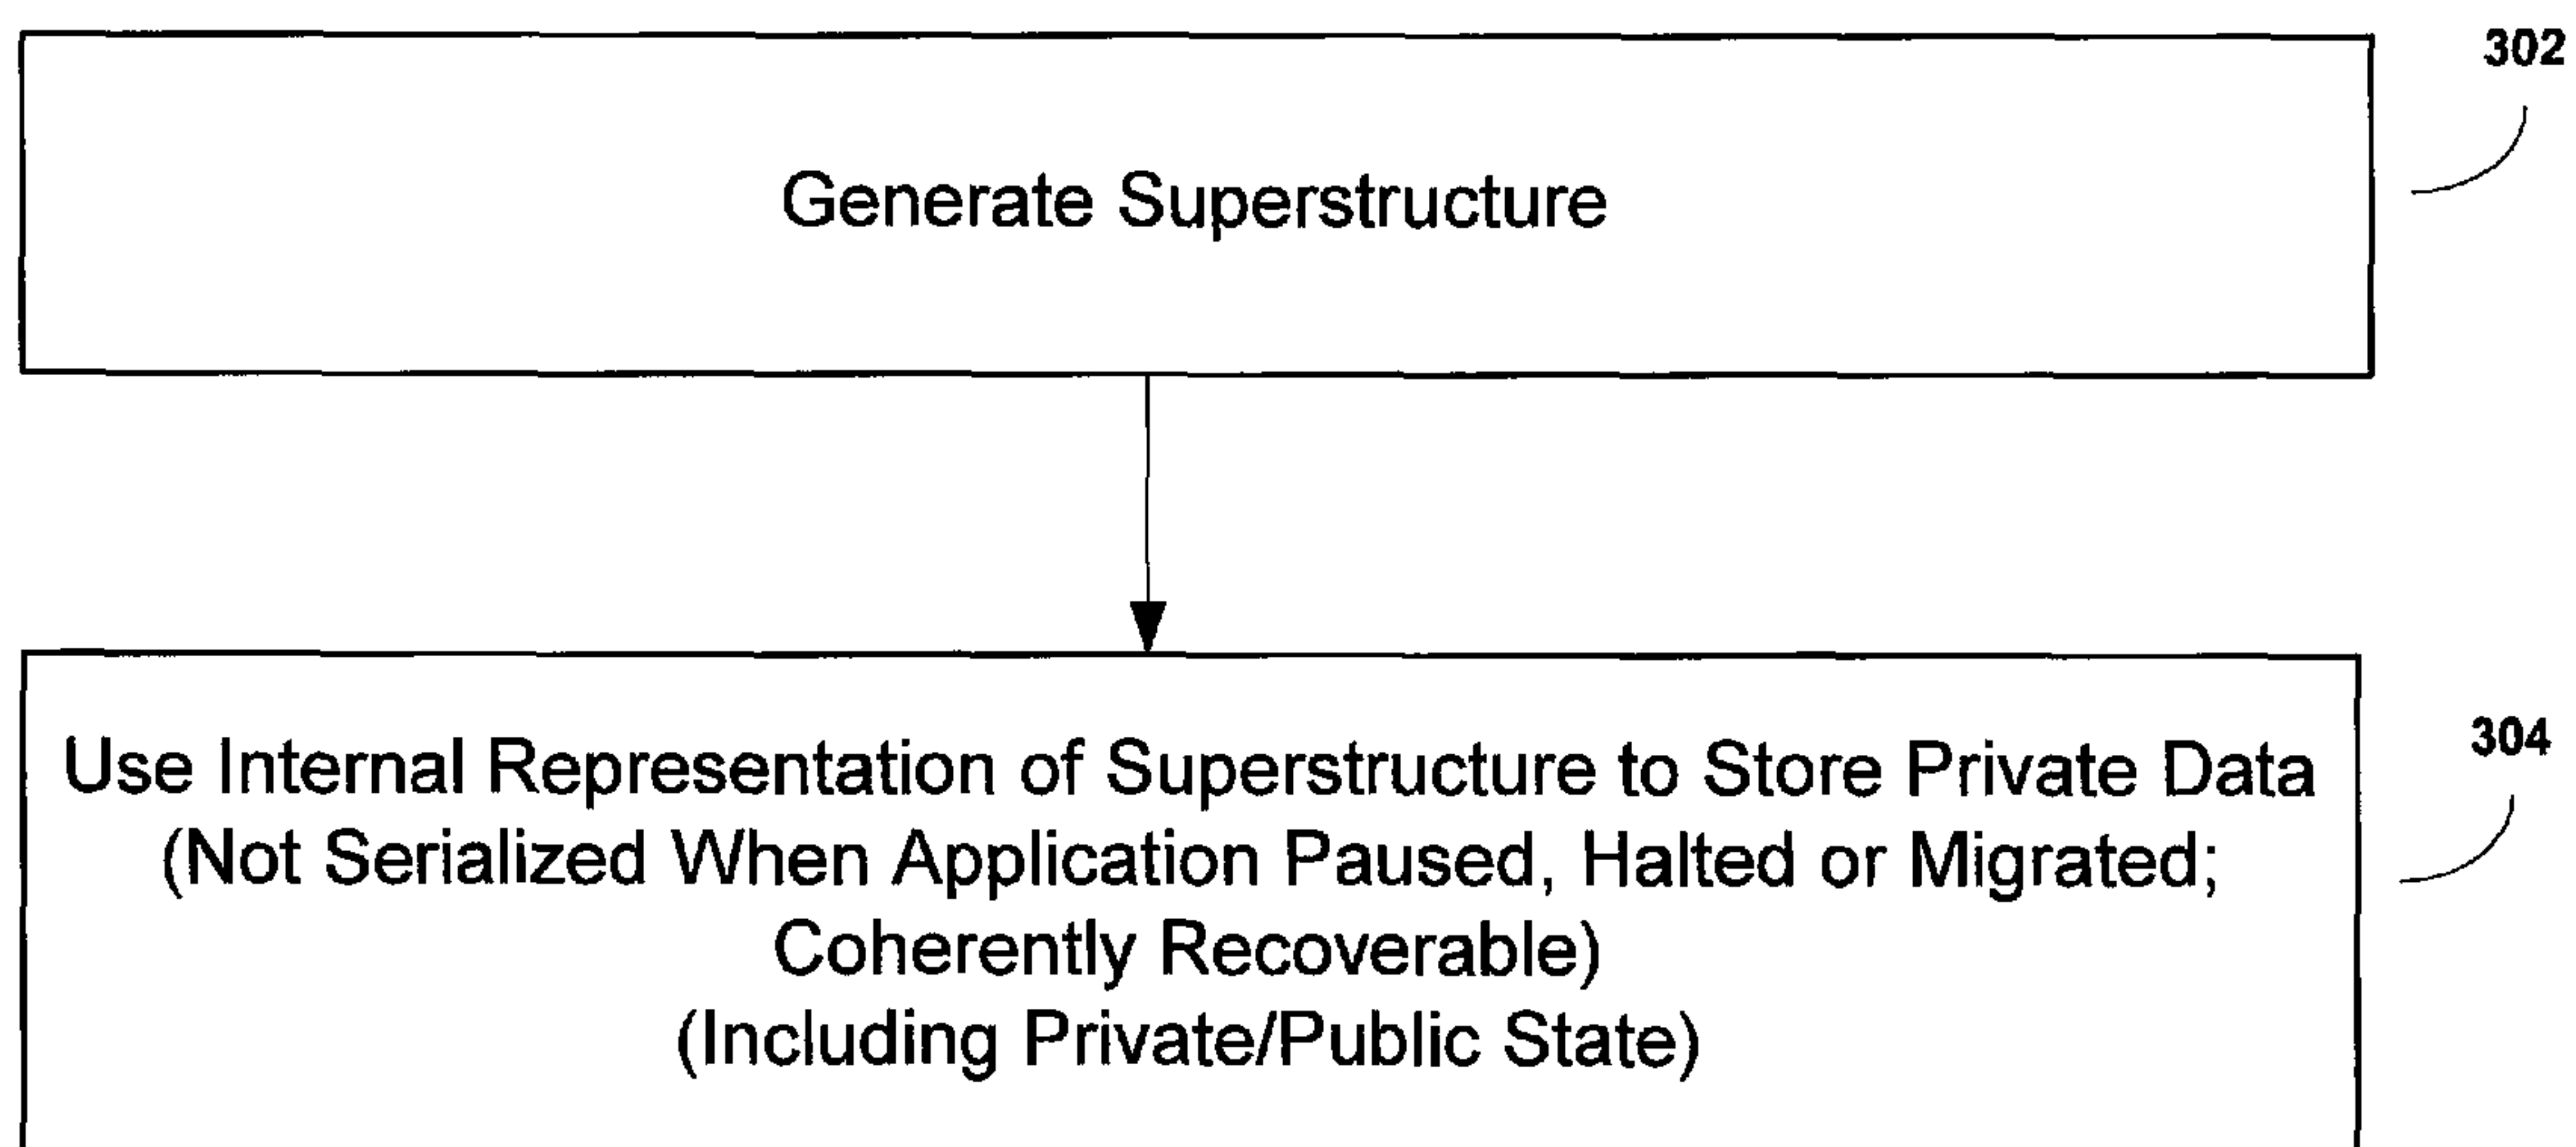 302
Generate Superstructure
304
Use Internal Representation of Superstructure to Store Private Data
(Not Serialized When Application Paused, Halted or Migrated;
Coherently Recoverable)
(Including Private/Public State)